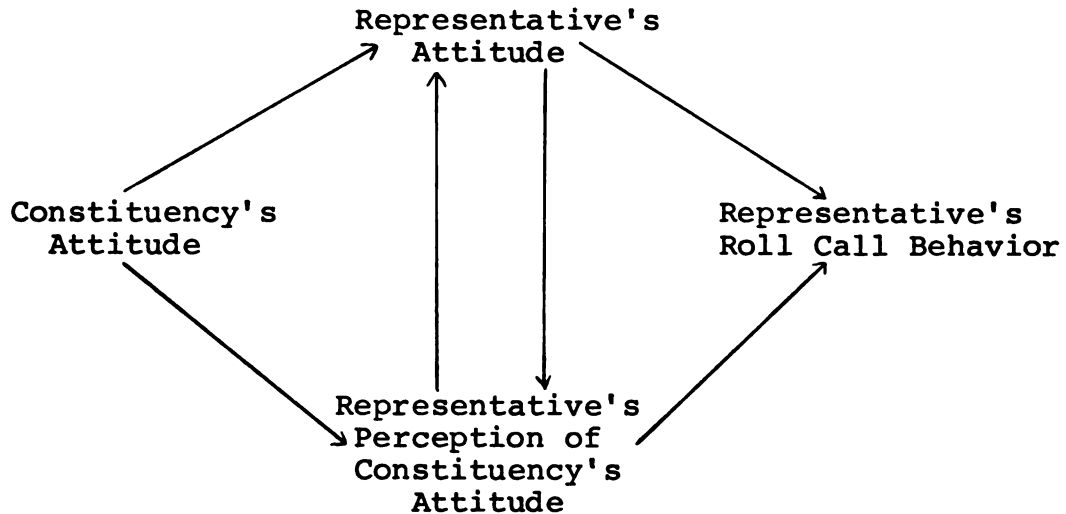 Representative's
Attitude
Constituency's
Attitude
Representative's
Roll Call Behavior
Representative's
Perception of
Constituency's
Attitude